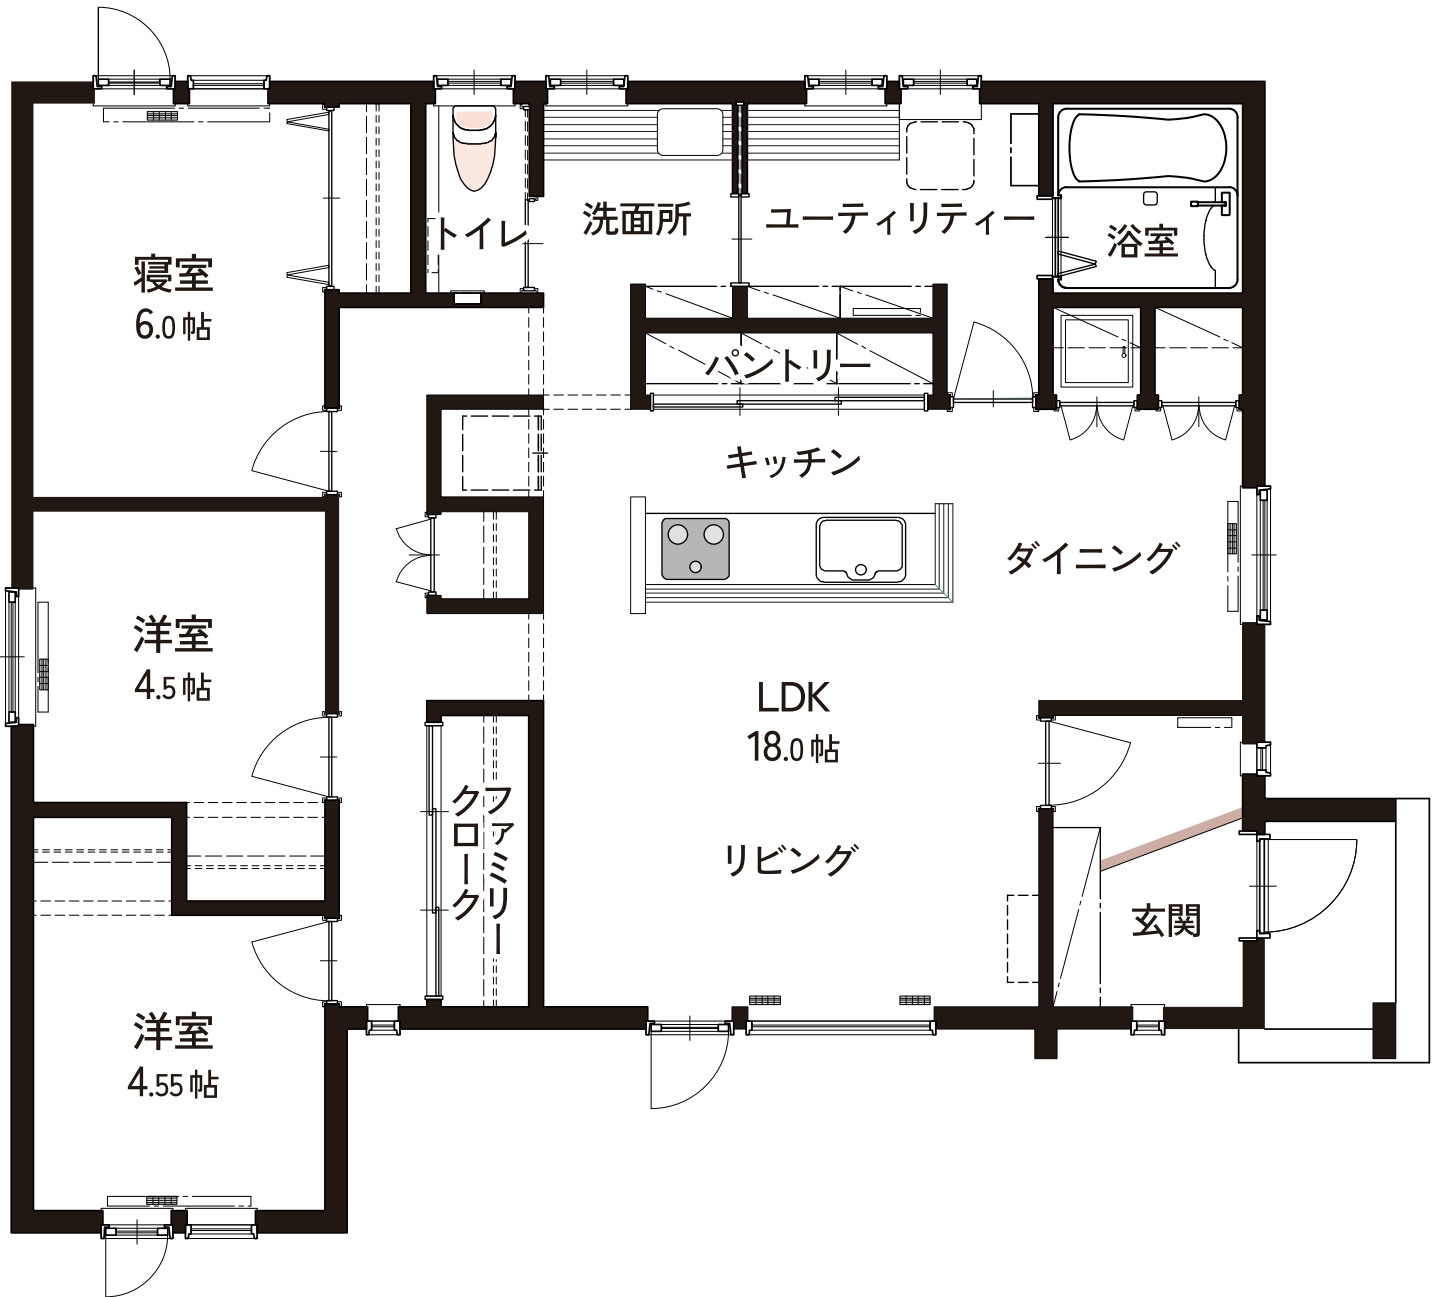 トイレ
洗面所
ユーティリティー
浴室
寝室
6.0 帖
パントリー
キッチン
ダイニング
洋室
4.5 帖
LDK
18.0 帖
ファミリー
クローク
リビング
玄関
洋室
4.55 帖